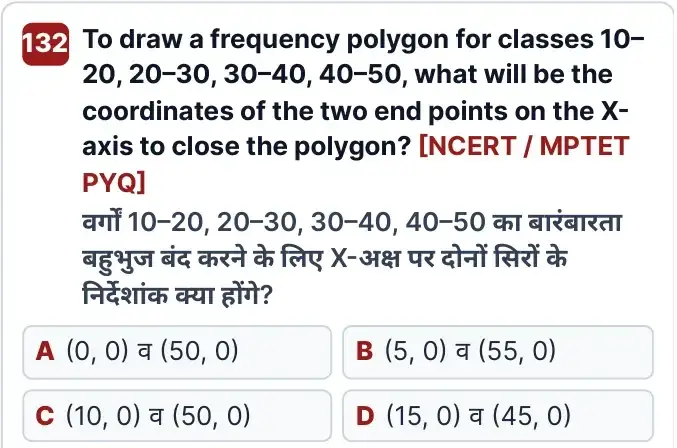 132 To draw a frequency polygon for classes 10–
20, 20–30, 30–40, 40–50, what will be the
coordinates of the two end points on the X-
axis to close the polygon? [NCERT / MPTET
PYQ]
वर्गों 10–20, 20–30, 30–40, 40–50 का बारंबारता
बहुभुज बंद करने के लिए X-अक्ष पर दोनों सिरों के
निर्देशांक क्या होंगे?
A (0, 0) व (50, 0)
B (5, 0) व (55, 0)
C (10, 0) व (50, 0)
D (15, 0) व (45, 0)